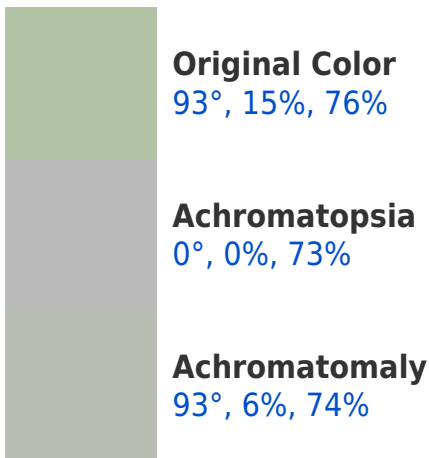 Original Color
93°, 15%, 76%
Achromatopsia
0°, 0%, 73%
Achromatomaly
93°, 6%, 74%